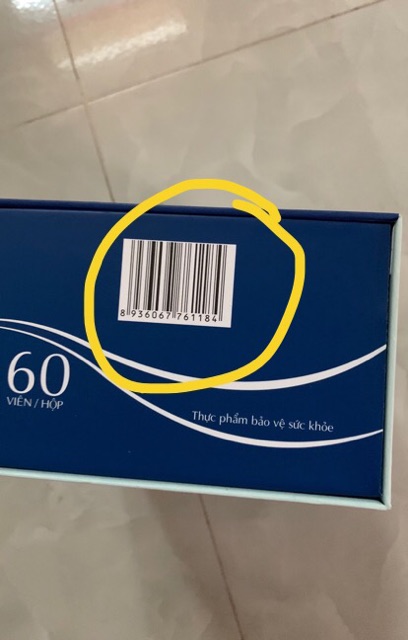 8 936067 761184
60
VIÊN / HỘP
Thực phẩm bảo vệ sức khỏe